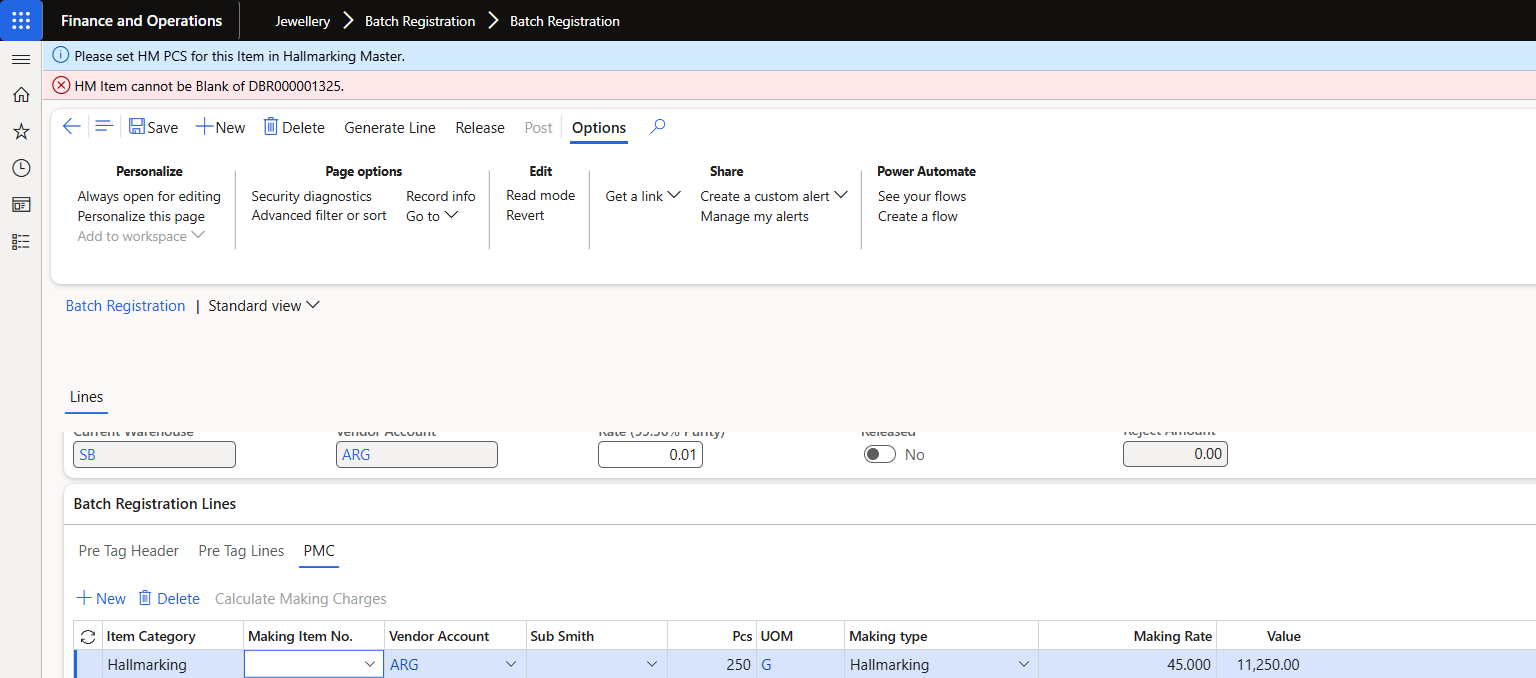 Finance and Operations
Jewellery Batch Registration Batch Registration
Please set HM PCS for this Item in Hallmarking Master.
HM Item cannot be Blank of DBR000001325.
Save New Delete Generate Line Release Post Options
Personalize
Always open for editing
Personalize this page
Add to workspace
Page options
Security diagnostics
Advanced filter or sort
Record info
Go to
Edit
Read mode
Revert
Share
Get a link
Create a custom alert
Manage my alerts
Power Automate
See your flows
Create a flow
Batch Registration | Standard view
Lines
Current Warehouse Vendor Account Rate (99.50% Purity) Released Reject Amount
SB ARG 0.01 No 0.00
Batch Registration Lines
Pre Tag Header Pre Tag Lines PMC
New Delete Calculate Making Charges
Item Category Making Item No. Vendor Account Sub Smith Pcs UOM Making type Making Rate Value
Hallmarking ARG 250 G Hallmarking 45.000 11,250.00